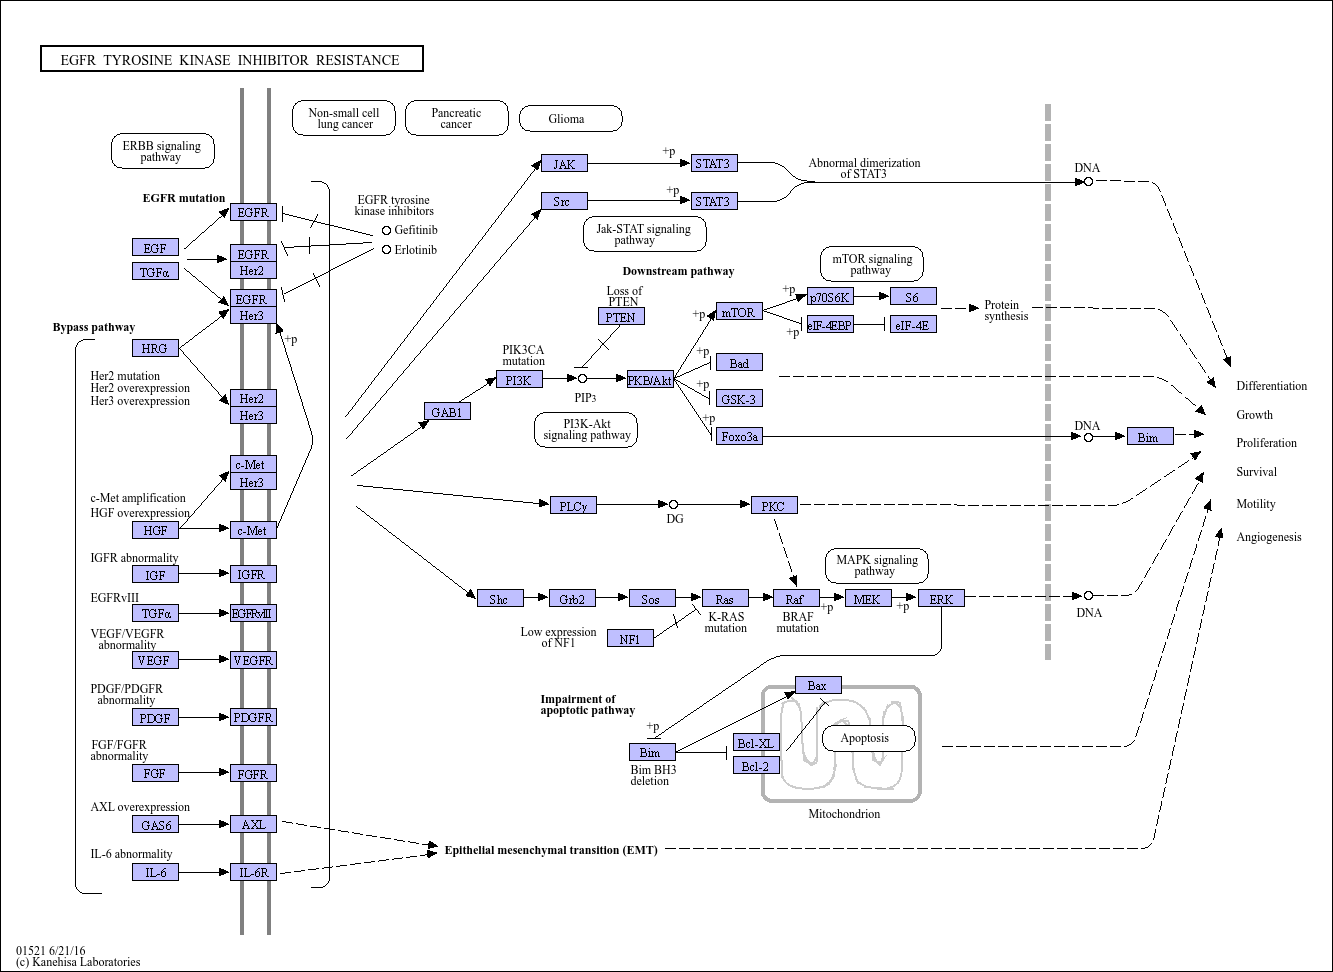 EGFR TYROSINE KINASE INHIBITOR RESISTANCE
Non-small cell
lung cancer
Pancreatic
cancer
Glioma
ERBB signaling
pathway
EGFR mutation
EGFR
EGF
TGFα
EGFR
Her2
EGFR
Her3
EGFR tyrosine
kinase inhibitors
Gefitinib
Erlotinib
Bypass pathway
HRG
+p
Her2 mutation
Her2 overexpression
Her3 overexpression
Her2
Her3
c-Met
Her3
c-Met amplification
HGF overexpression
HGF
c-Met
IGFR abnormality
IGF
IGFR
EGFRvIII
TGFα
EGFRvIII
VEGF/VEGFR
abnormality
VEGF
VEGFR
PDGF/PDGFR
abnormality
PDGF
PDGFR
FGF/FGFR
abnormality
FGF
FGFR
AXL overexpression
GAS6
AXL
IL-6 abnormality
IL-6
IL-6R
JAK
+p
STAT3
Src
+p
STAT3
Abnormal dimerization
of STAT3
DNA
Jak-STAT signaling
pathway
Downstream pathway
mTOR signaling
pathway
Loss of
PTEN
PTEN
+p
mTOR
+p
p70S6K
S6
+p
eIF-4EBP
eIF-4E
Protein
synthesis
PIK3CA
mutation
PI3K
PIP3
PKB/Akt
+p
Bad
+p
GSK-3
+p
Foxo3a
DNA
Bim
GAB1
PI3K-Akt
signaling pathway
PLCγ
DG
PKC
MAPK signaling
pathway
Shc
Grb2
Sos
Ras
Raf
+p
MEK
+p
ERK
DNA
K-RAS
mutation
BRAF
mutation
Low expression
of NF1
NF1
Impairment of
apoptotic pathway
+p
Bim
Bim BH3
deletion
Bax
Bcl-XL
Bcl-2
Apoptosis
Mitochondrion
Epithelial mesenchymal transition (EMT)
Differentiation
Growth
Proliferation
Survival
Motility
Angiogenesis
01521 6/21/16
(c) Kanehisa Laboratories